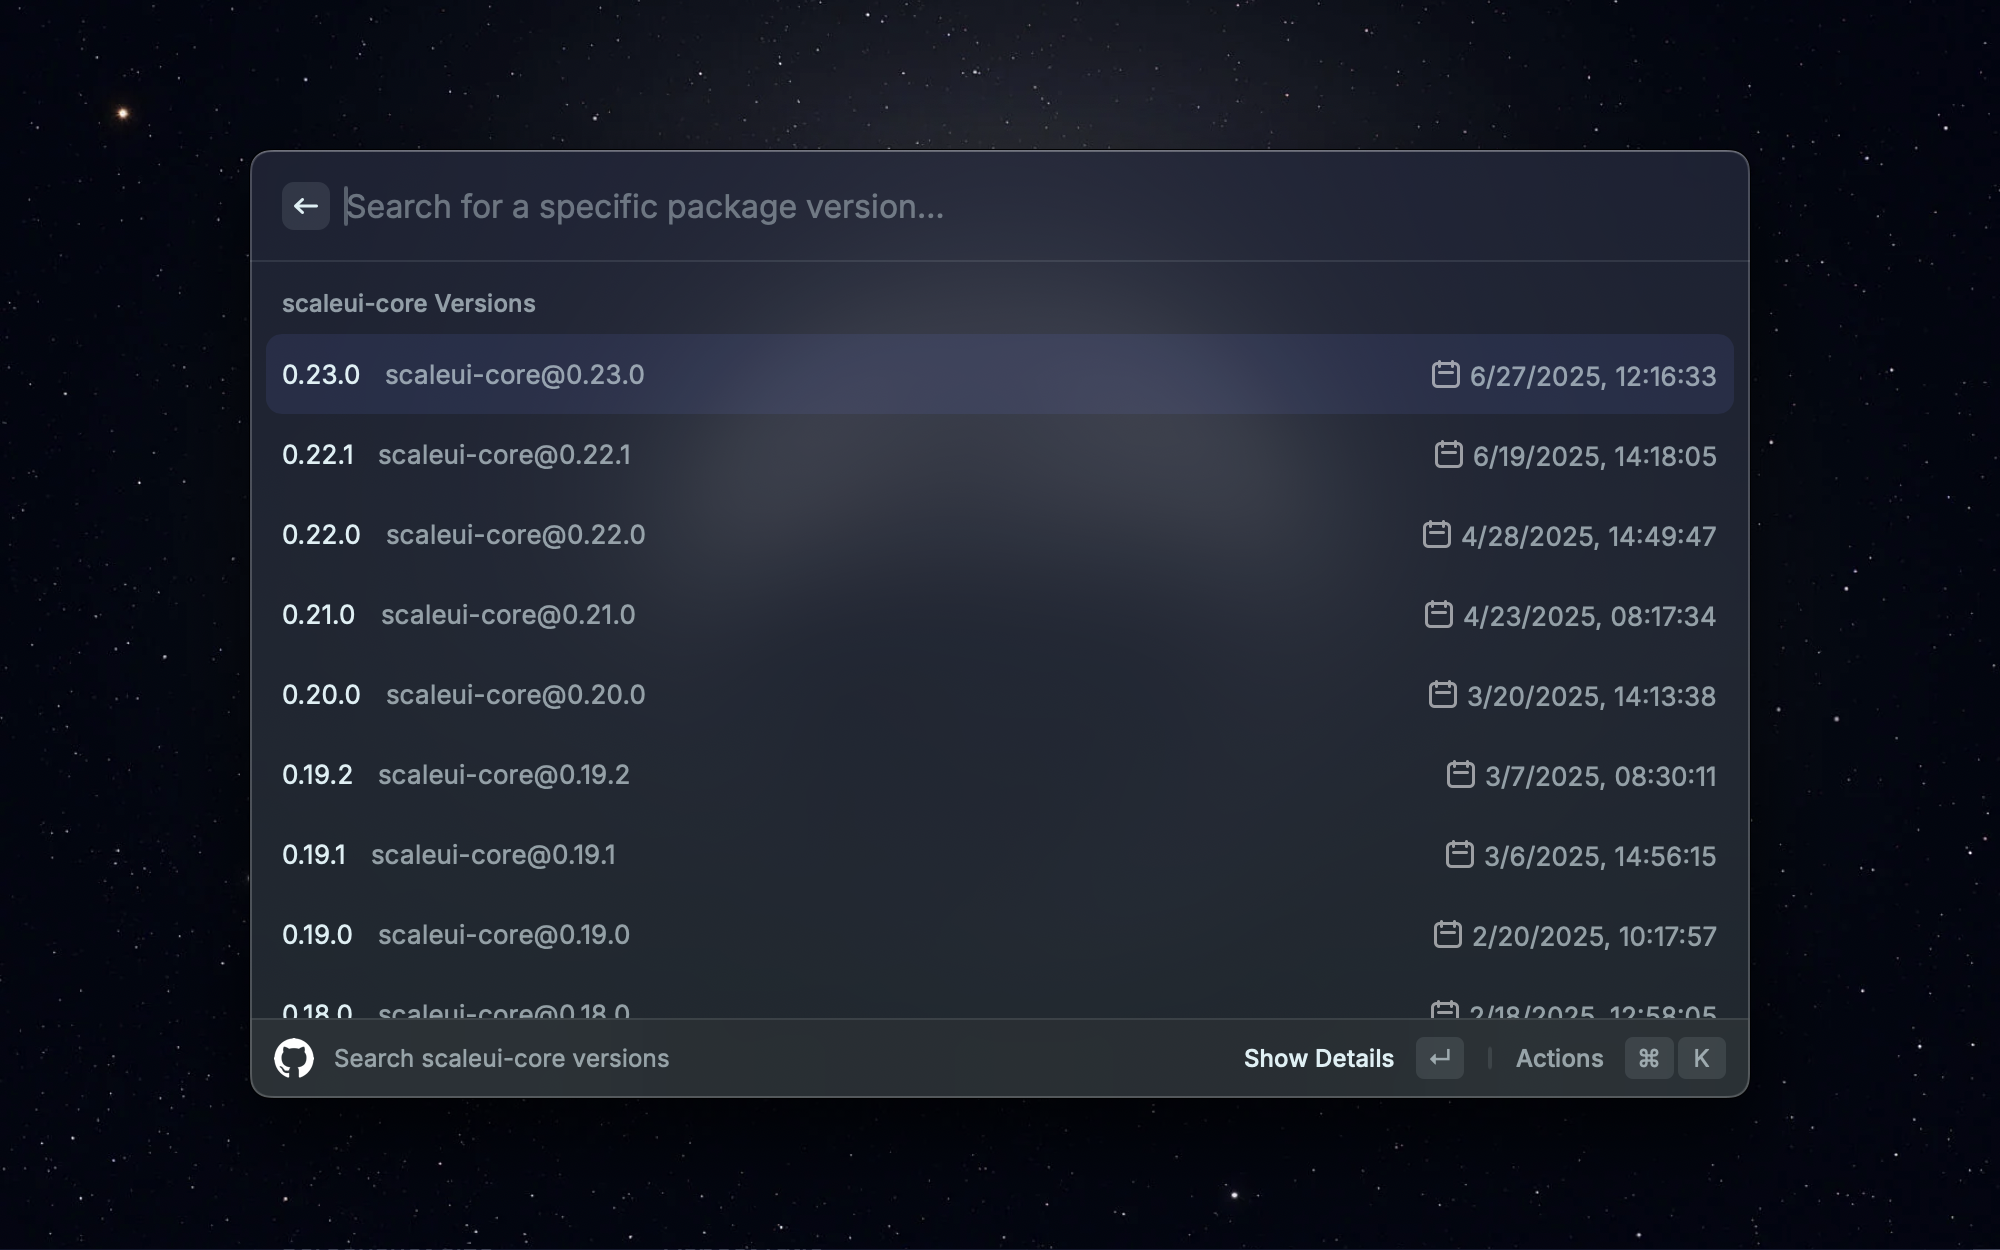 Search for a specific package version...
scaleui-core Versions
0.23.0 scaleui-core@0.23.0 6/27/2025, 12:16:33
0.22.1 scaleui-core@0.22.1 6/19/2025, 14:18:05
0.22.0 scaleui-core@0.22.0 4/28/2025, 14:49:47
0.21.0 scaleui-core@0.21.0 4/23/2025, 08:17:34
0.20.0 scaleui-core@0.20.0 3/20/2025, 14:13:38
0.19.2 scaleui-core@0.19.2 3/7/2025, 08:30:11
0.19.1 scaleui-core@0.19.1 3/6/2025, 14:56:15
0.19.0 scaleui-core@0.19.0 2/20/2025, 10:17:57
0.18.0 scaleui-core@0.18.0 2/18/2025, 12:58:05
Search scaleui-core versions Show Details ↵ Actions ⌘ K